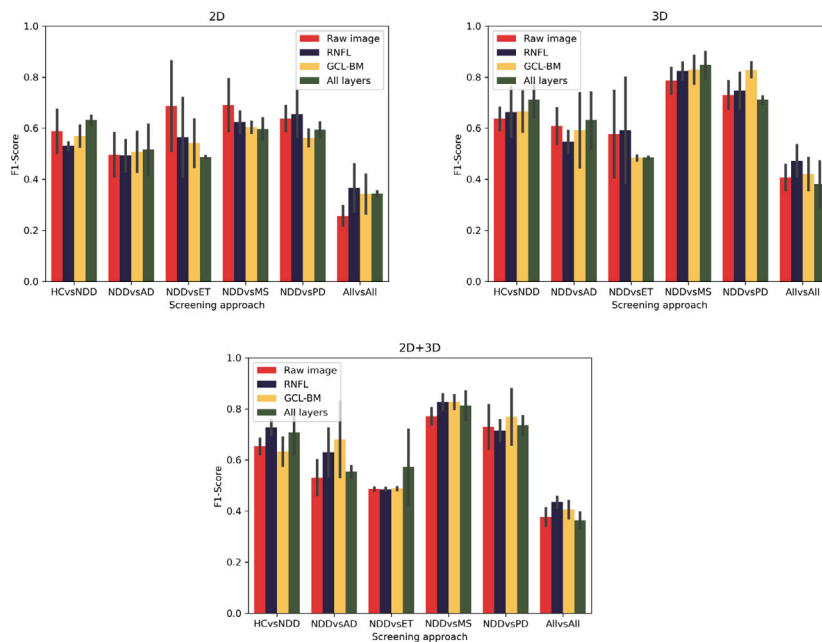 2D
1.0
0.8
0.6
0.4
0.2
0.0
F1-Score
Raw image
RNFL
GCL-BM
All layers
HCvsNDD NDDvsAD NDDvsET NDDvsMS NDDvsPD AllvsAll
Screening approach
3D
1.0
0.8
0.6
0.4
0.2
0.0
F1-Score
Raw image
RNFL
GCL-BM
All layers
HCvsNDD NDDvsAD NDDvsET NDDvsMS NDDvsPD AllvsAll
Screening approach
2D+3D
1.0
0.8
0.6
0.4
0.2
0.0
F1-Score
Raw image
RNFL
GCL-BM
All layers
HCvsNDD NDDvsAD NDDvsET NDDvsMS NDDvsPD AllvsAll
Screening approach